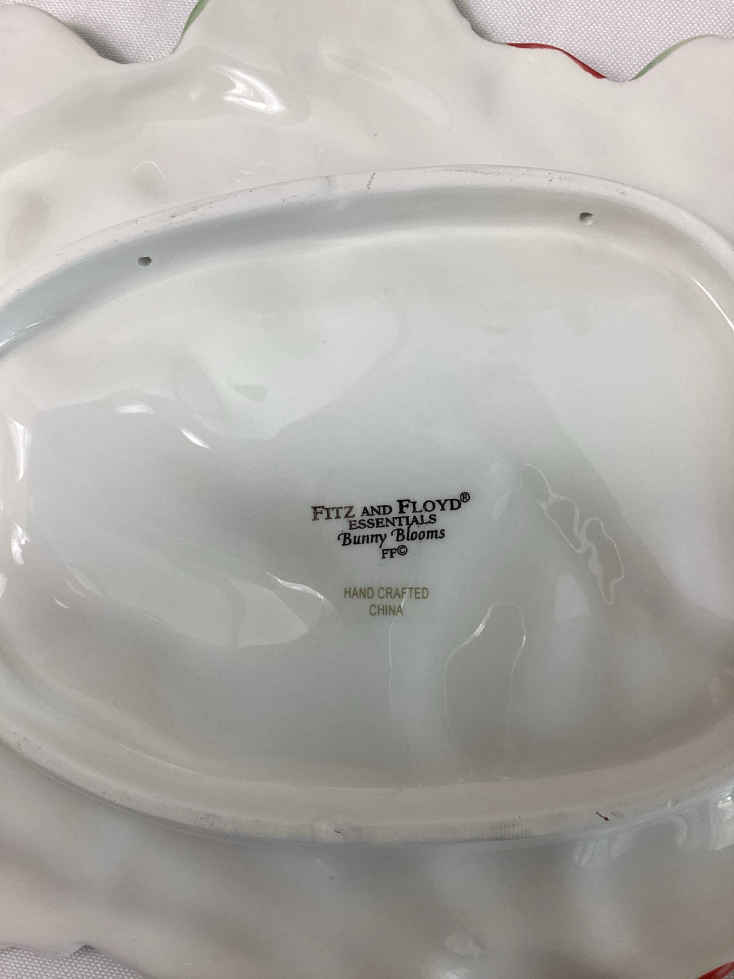 FITZ AND FLOYD®
ESSENTIALS
Bunny Blooms
FF©
HAND CRAFTED
CHINA